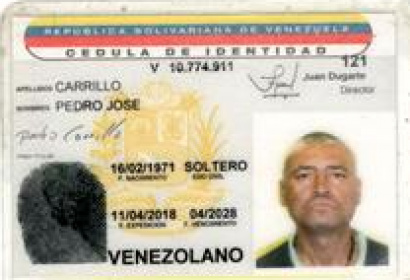 REPUBLICA BOLIVARIANA DE VENEZUELA
CEDULA DE IDENTIDAD
V 10.774.911
121
Juan Dugarte
Director
APELLIDOS CARRILLO
NOMBRES PEDRO JOSE
Pedro Carrillo
16/02/1971 SOLTERO
F. NACIMIENTO EDO CIVIL
11/04/2018 04/2028
F. EXPEDICION F. VENCIMIENTO
VENEZOLANO